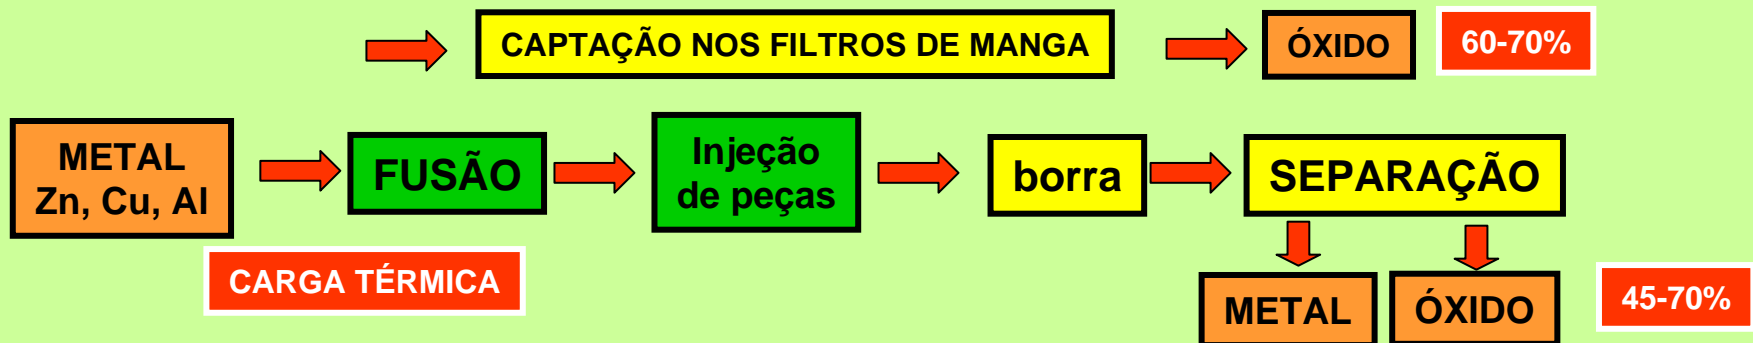 CAPTAÇÃO NOS FILTROS DE MANGA
ÓXIDO
60-70%
METAL
Zn, Cu, Al
FUSÃO
Injeção
de peças
borra
SEPARAÇÃO
CARGA TÉRMICA
METAL
ÓXIDO
45-70%